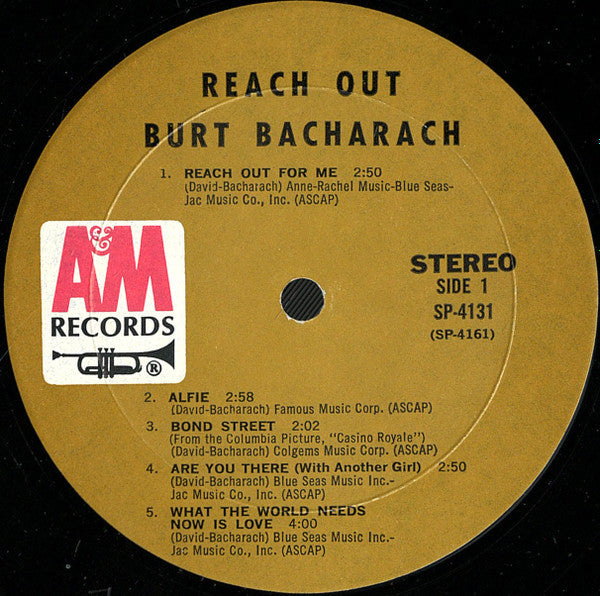 REACH OUT
BURT BACHARACH
1. REACH OUT FOR ME 2:50
(David-Bacharach) Anne-Rachel Music-Blue Seas-
Jac Music Co., Inc. (ASCAP)
A&M
RECORDS
®
STEREO
SIDE 1
SP-4131
(SP-4161)
2. ALFIE 2:58
(David-Bacharach) Famous Music Corp. (ASCAP)
3. BOND STREET 2:02
(From the Columbia Picture, "Casino Royale")
(David-Bacharach) Colgems Music Corp. (ASCAP)
4. ARE YOU THERE (With Another Girl) 2:50
(David-Bacharach) Blue Seas Music Inc.-
Jac Music Co., Inc. (ASCAP)
5. WHAT THE WORLD NEEDS
NOW IS LOVE 4:00
(David-Bacharach) Blue Seas Music Inc.-
Jac Music Co., Inc. (ASCAP)